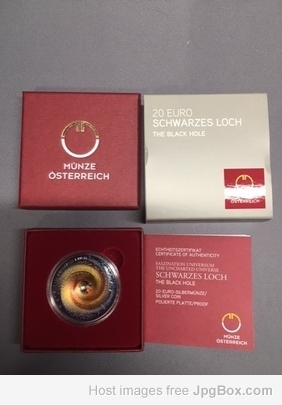 20 EURO
SCHWARZES LOCH
THE BLACK HOLE
MÜNZE
ÖSTERREICH
ÖSTERREICH
ECHTHEITSZERTIFIKAT
CERTIFICATE OF AUTHENTICITY
FASZINATION UNIVERSUM
THE UNCHARTED UNIVERSE
SCHWARZES LOCH
THE BLACK HOLE
20-EURO-SILBERMÜNZE/
SILVER COIN
POLIERTE PLATTE/PROOF
MÜNZE
ÖSTERREICH
Host images free JpgBox.com